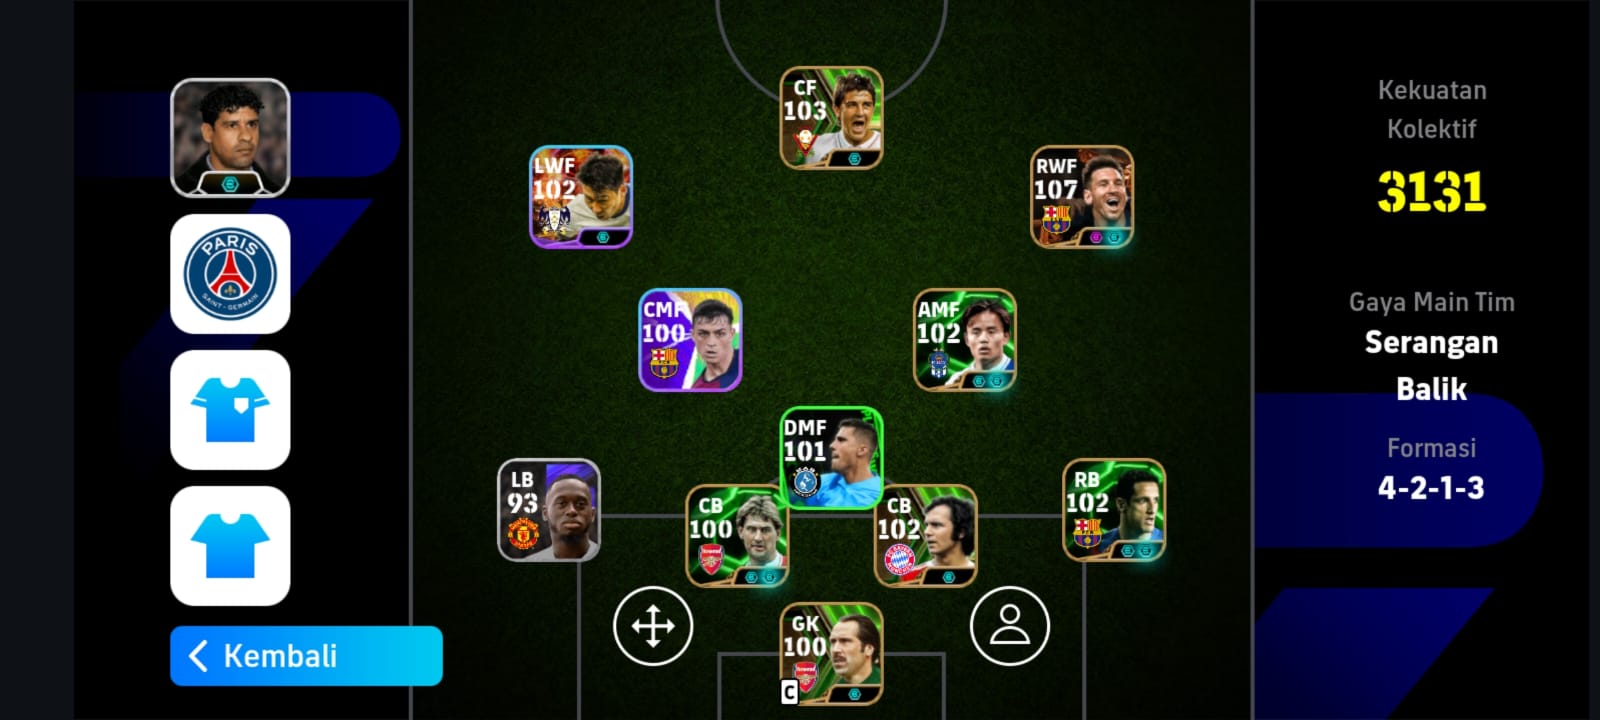 PARIS
SAINT-GERMAIN
Kembali
CF
103
LWF
102
RWF
107
CMF
100
AMF
102
DMF
101
LB
93
CB
100
CB
102
RB
102
GK
100
C
Kekuatan
Kolektif
3131
Gaya Main Tim
Serangan
Balik
Formasi
4-2-1-3